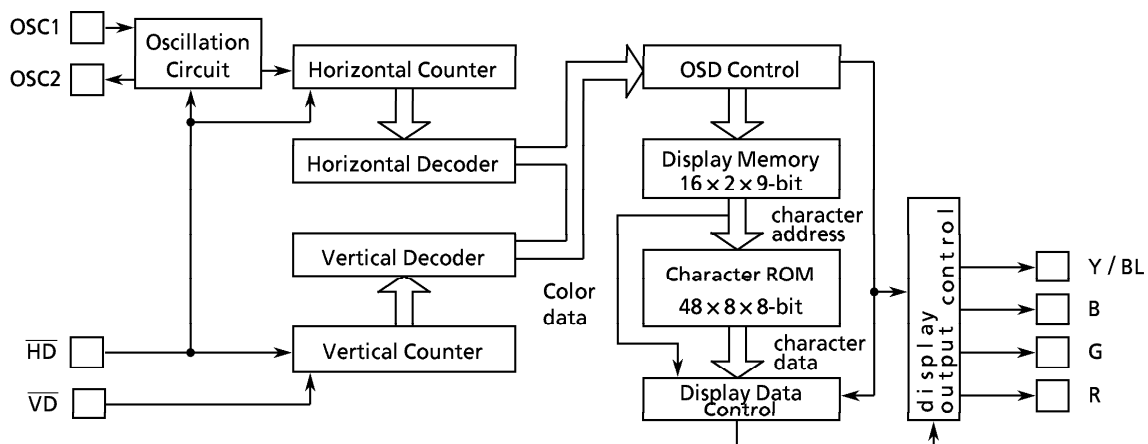 OSC1
OSC2
Oscillation
Circuit
Horizontal Counter
Horizontal Decoder
Vertical Decoder
Vertical Counter
H̅D̅
V̅D̅
OSD Control
Display Memory
16 × 2 × 9-bit
character
address
Character ROM
48 × 8 × 8-bit
Color
data
character
data
Display Data
Control
display
output control
Y / BL
B
G
R